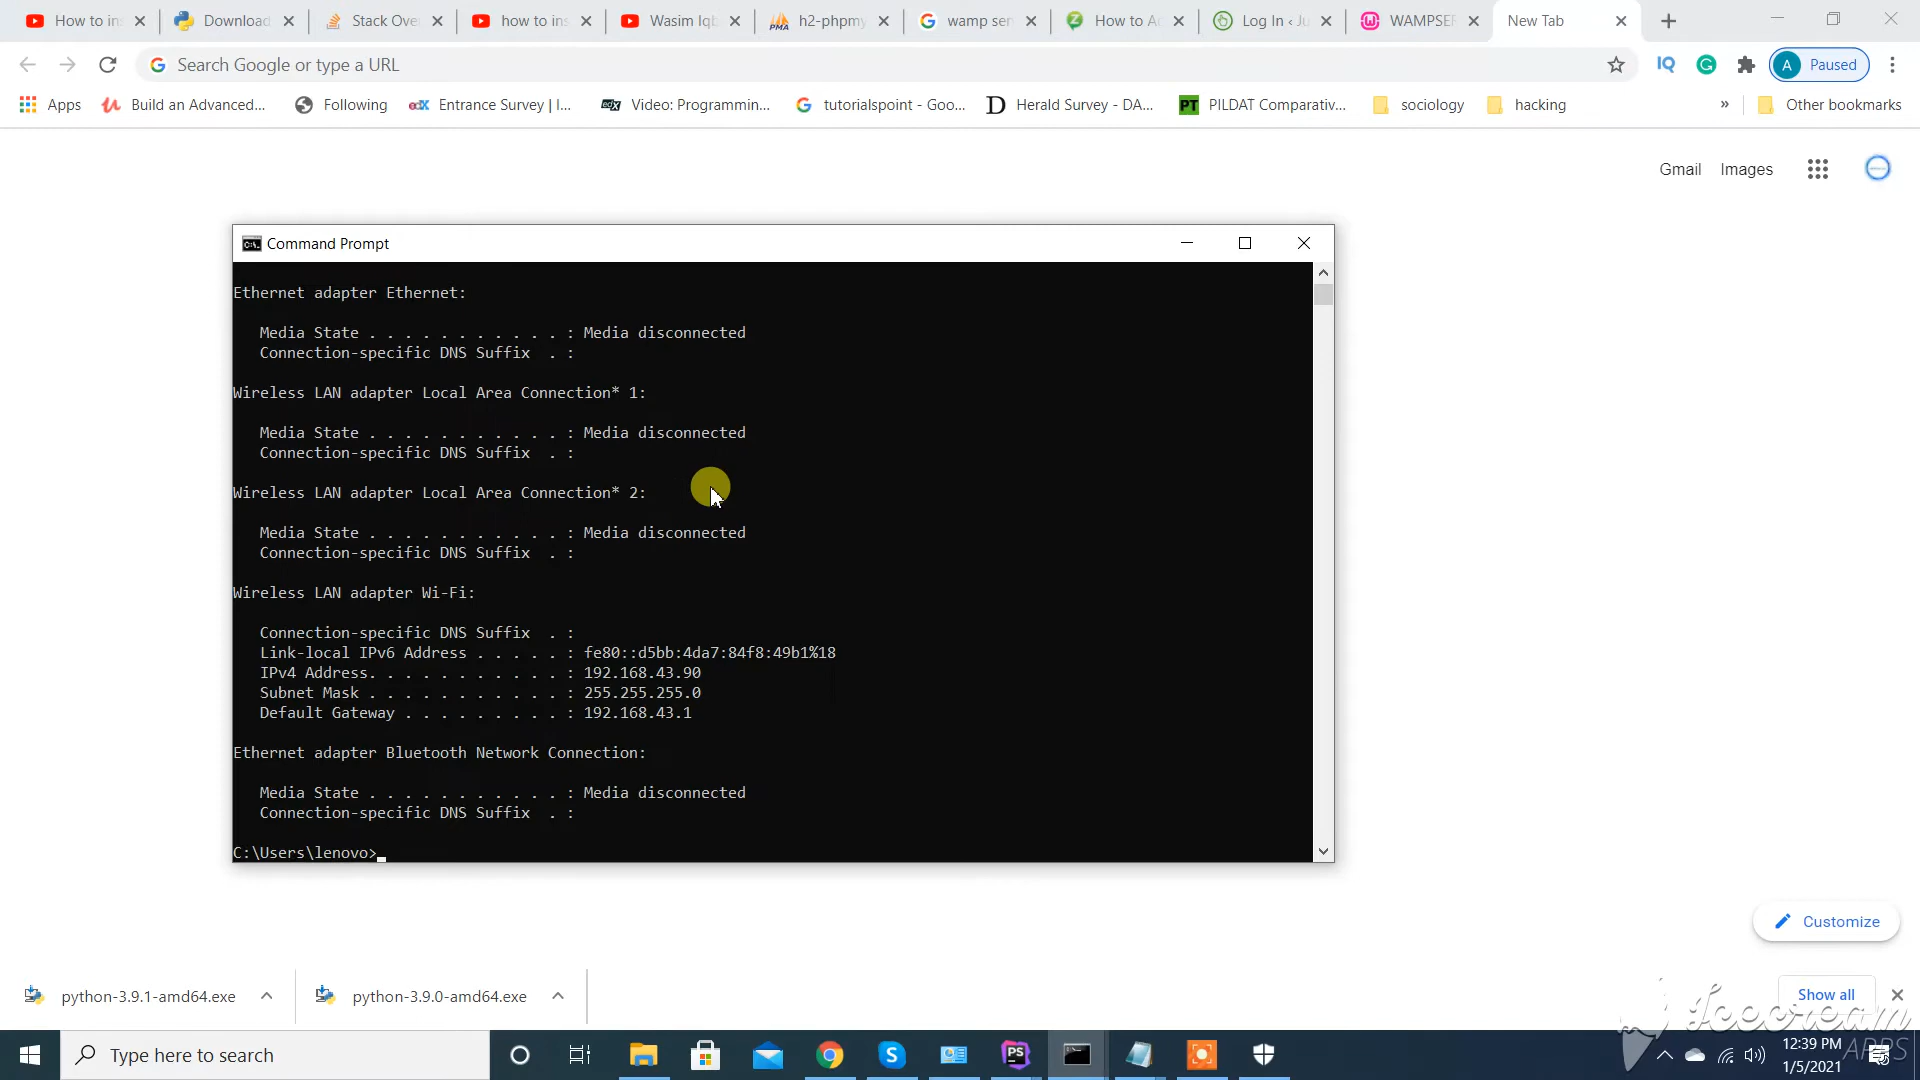 How to in
Download
Stack Ove
how to ins
Wasim Iqb
h2-phpmy
wamp ser
How to A
Log In ‹ Ju
WAMPSER
New Tab
Search Google or type a URL
IQ
A Paused
Apps
Build an Advanced...
Following
edX Entrance Survey | I...
edX Video: Programmin...
tutorialspoint - Goo...
D Herald Survey - DA...
PT PILDAT Comparativ...
sociology
hacking
»
Other bookmarks
Gmail Images
Command Prompt
Ethernet adapter Ethernet:
Media State . . . . . . . . . . . : Media disconnected
Connection-specific DNS Suffix  . :
Wireless LAN adapter Local Area Connection* 1:
Media State . . . . . . . . . . . : Media disconnected
Connection-specific DNS Suffix  . :
Wireless LAN adapter Local Area Connection* 2:
Media State . . . . . . . . . . . : Media disconnected
Connection-specific DNS Suffix  . :
Wireless LAN adapter Wi-Fi:
Connection-specific DNS Suffix  . :
Link-local IPv6 Address . . . . . : fe80::d5bb:4da7:84f8:49b1%18
IPv4 Address. . . . . . . . . . . : 192.168.43.90
Subnet Mask . . . . . . . . . . . : 255.255.255.0
Default Gateway . . . . . . . . . : 192.168.43.1
Ethernet adapter Bluetooth Network Connection:
Media State . . . . . . . . . . . : Media disconnected
Connection-specific DNS Suffix  . :
C:\Users\lenovo>
Customize
python-3.9.1-amd64.exe
python-3.9.0-amd64.exe
Show all
Icecream
APPS
Type here to search
12:39 PM
1/5/2021